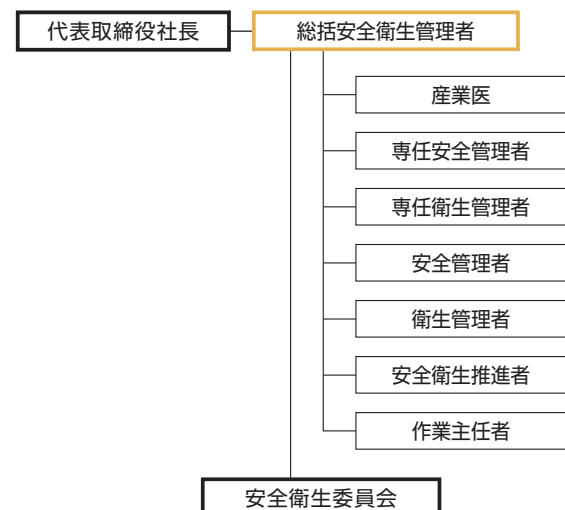 代表取締役社長
総括安全衛生管理者
産業医
専任安全管理者
専任衛生管理者
安全管理者
衛生管理者
安全衛生推進者
作業主任者
安全衛生委員会